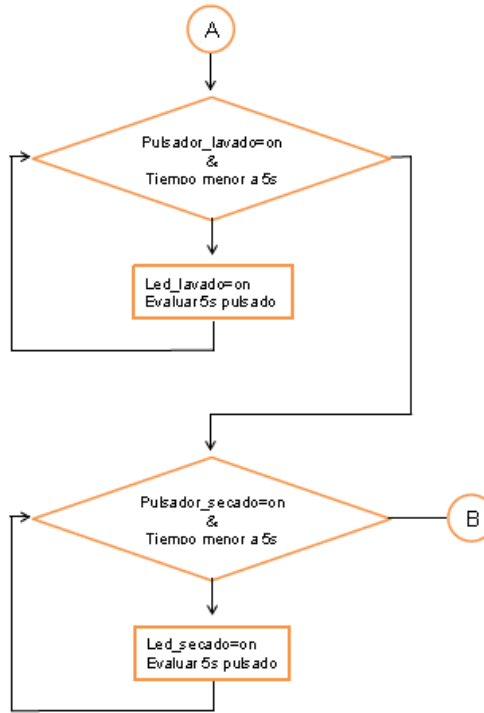 A
Pulsador_lavado=on
&
Tiempo menor a 5s
Led_lavado=on
Evaluar 5s pulsado
Pulsador_secado=on
&
Tiempo menor a 5s
B
Led_secado=on
Evaluar 5s pulsado